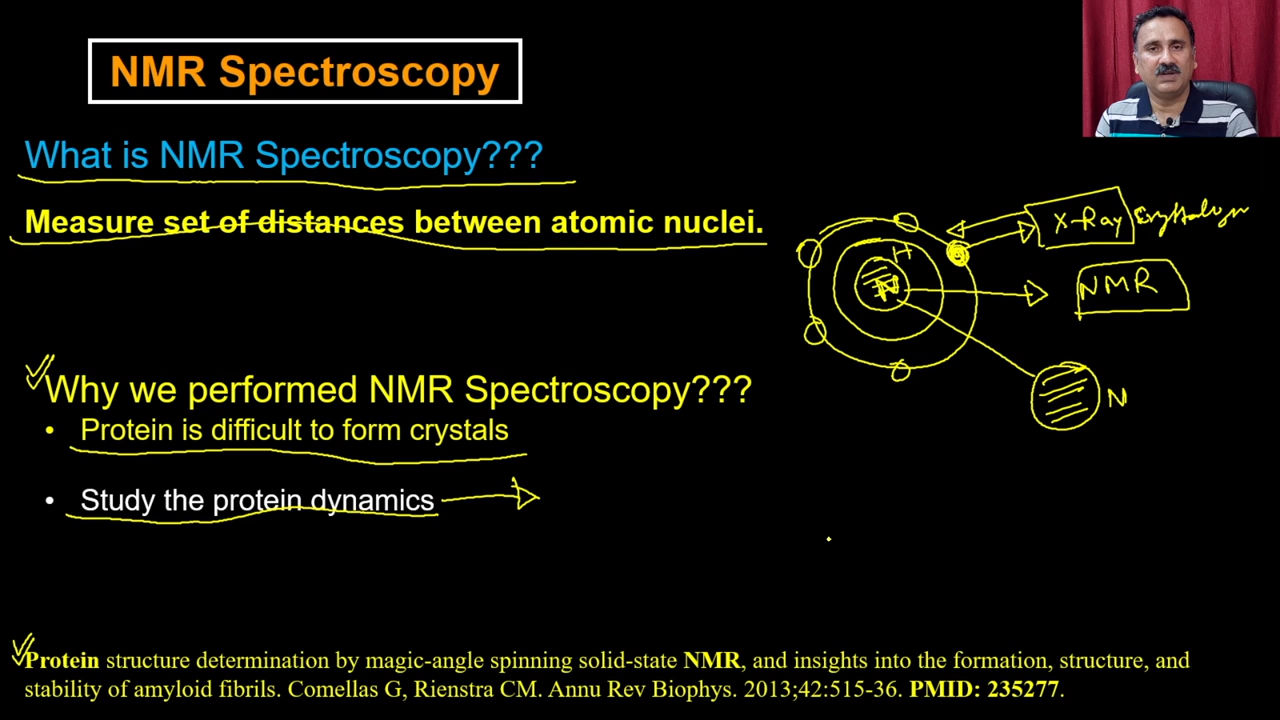 NMR Spectroscopy
What is NMR Spectroscopy???
Measure set of distances between atomic nuclei.
X-Ray
H
N
NMR
N
Why we performed NMR Spectroscopy???
• Protein is difficult to form crystals
• Study the protein dynamics
Protein structure determination by magic-angle spinning solid-state NMR, and insights into the formation, structure, and
stability of amyloid fibrils. Comellas G, Rienstra CM. Annu Rev Biophys. 2013;42:515-36. PMID: 235277.